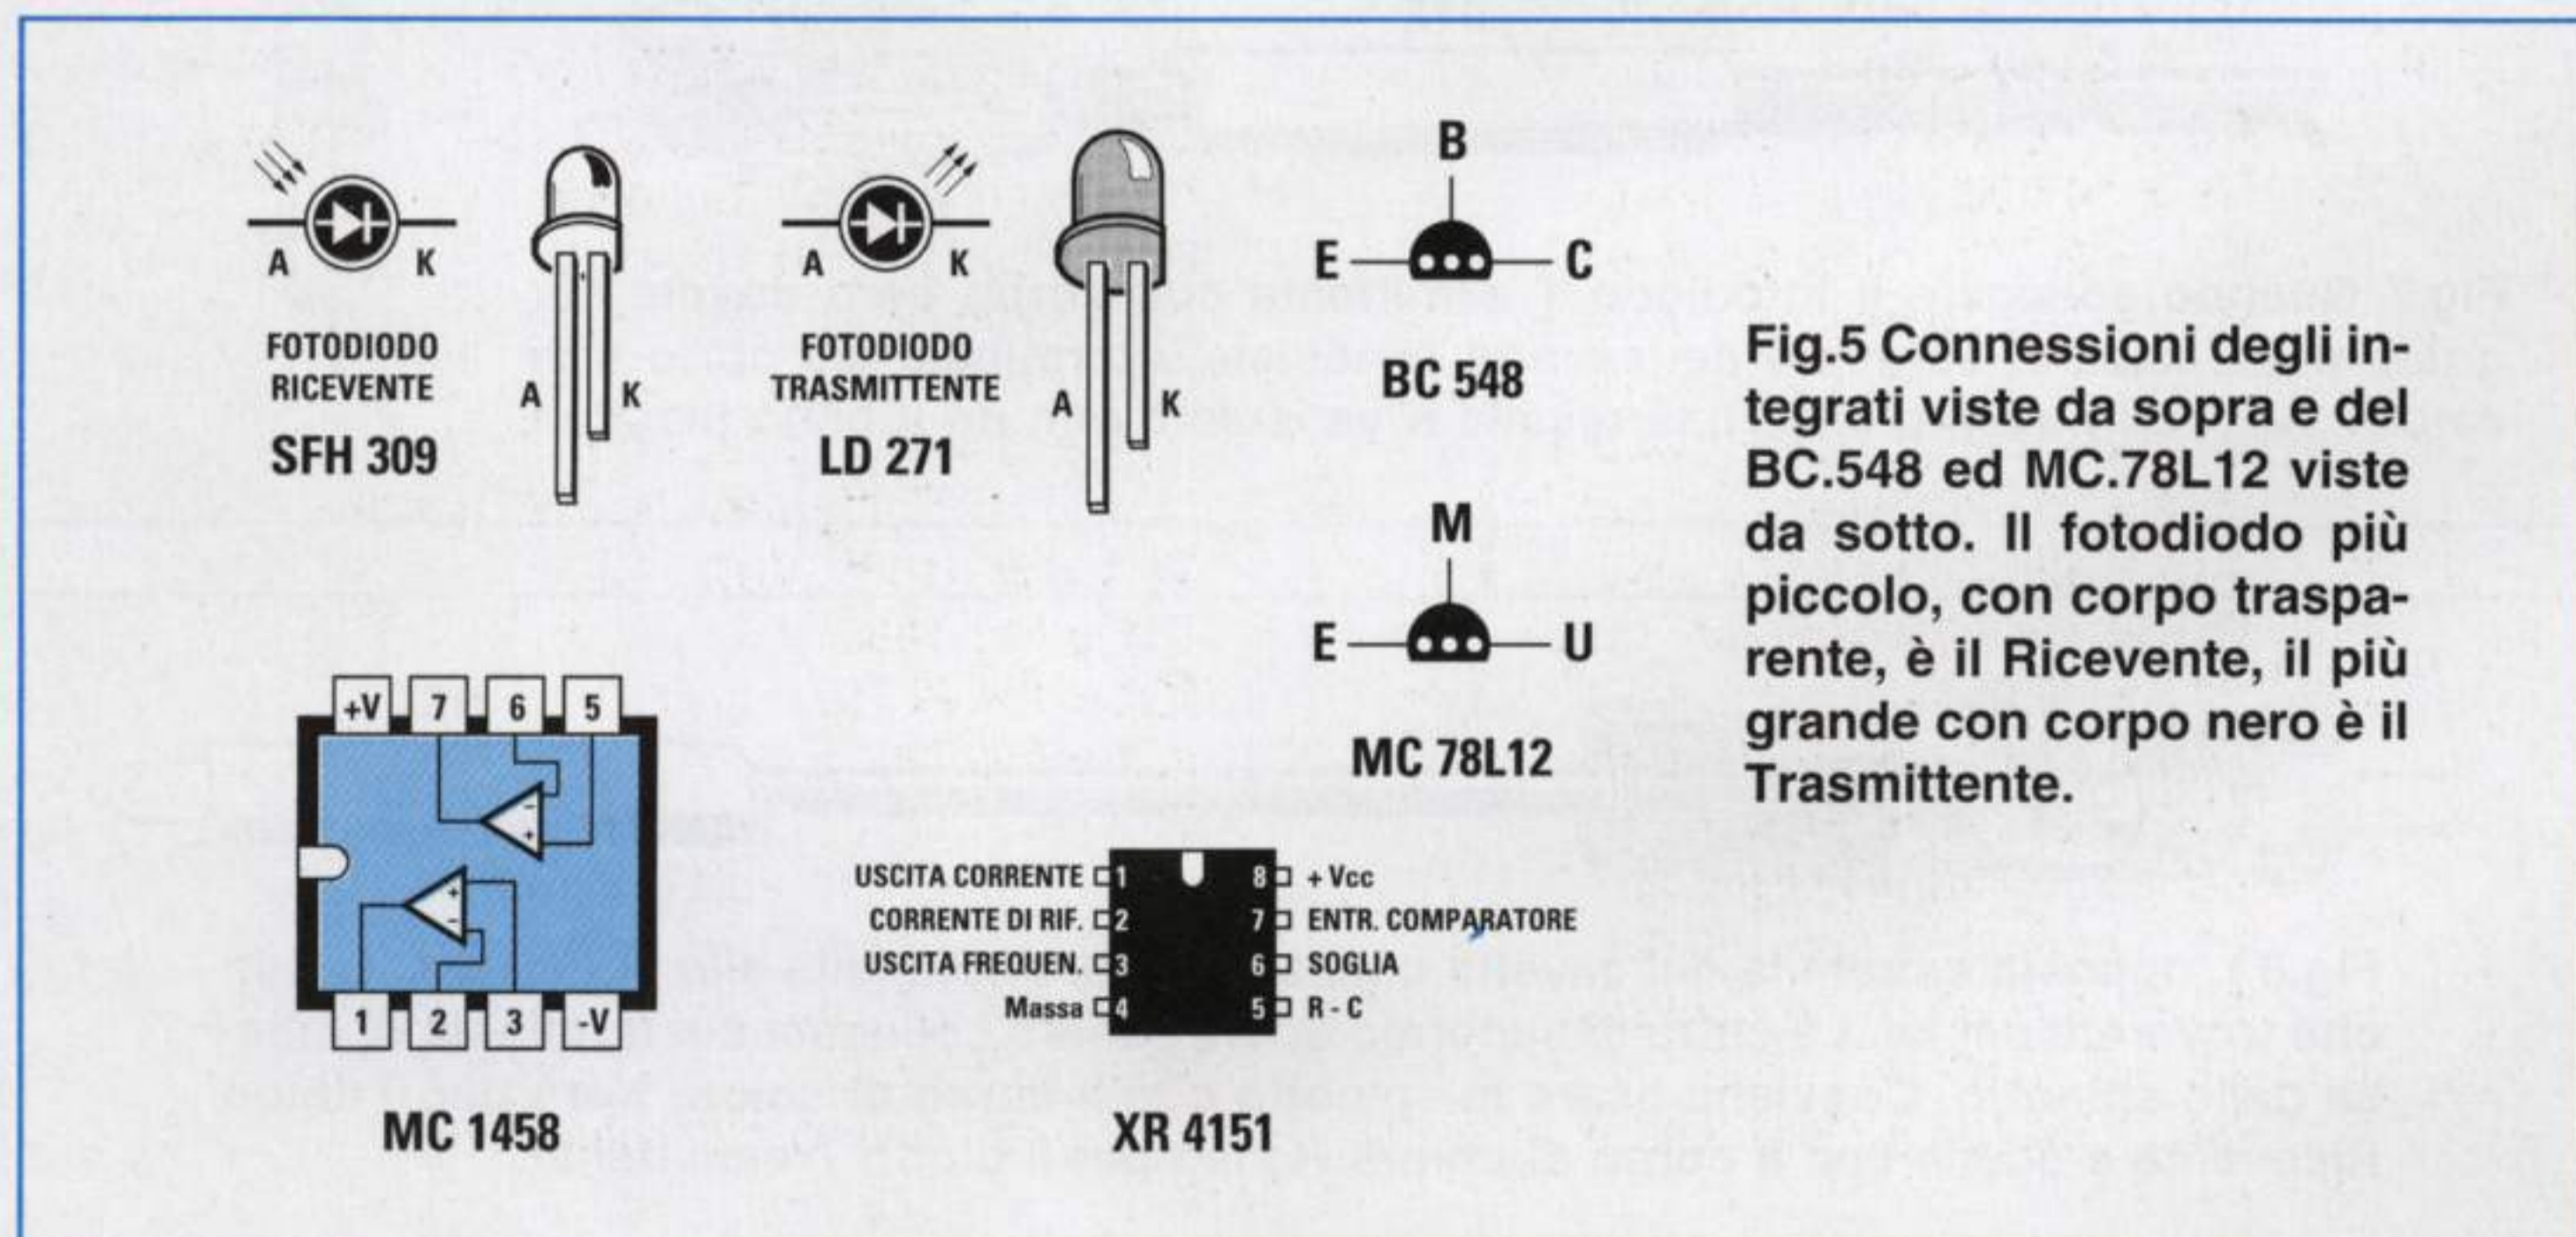 A K
FOTODIODO
RICEVENTE
SFH 309
A K
A K
FOTODIODO
TRASMITTENTE
LD 271
A K
B
E C
BC 548
M
E U
MC 78L12
Fig.5 Connessioni degli in-
tegrati viste da sopra e del
BC.548 ed MC.78L12 viste
da sotto. Il fotodiodo più
piccolo, con corpo traspa-
rente, è il Ricevente, il più
grande con corpo nero è il
Trasmittente.
+V 7 6 5
- +
+ -
1 2 3 -V
MC 1458
USCITA CORRENTE 1 8 + Vcc
CORRENTE DI RIF. 2 7 ENTR. COMPARATORE
USCITA FREQUEN. 3 6 SOGLIA
Massa 4 5 R - C
XR 4151